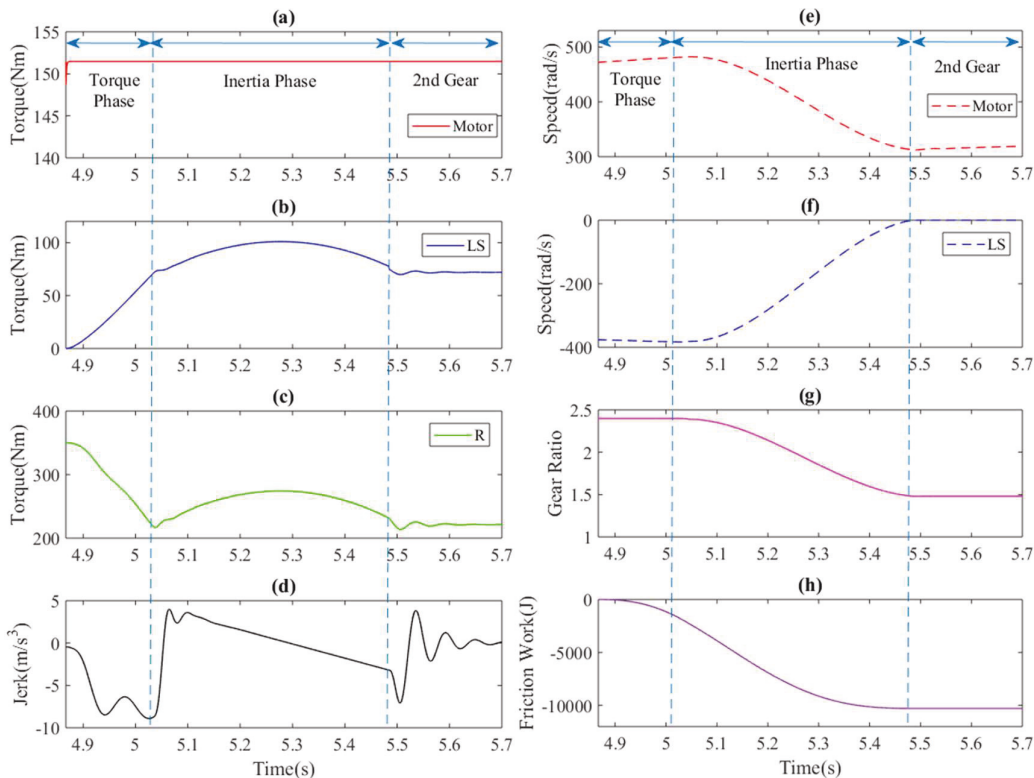 (a)
Torque(Nm)
155
150
145
140
Torque
Phase
Inertia Phase
2nd Gear
Motor
4.9 5 5.1 5.2 5.3 5.4 5.5 5.6 5.7
(b)
Torque(Nm)
100
50
0
LS
4.9 5 5.1 5.2 5.3 5.4 5.5 5.6 5.7
(c)
Torque(Nm)
400
300
200
R
4.9 5 5.1 5.2 5.3 5.4 5.5 5.6 5.7
(d)
Jerk(m/s³)
5
0
-5
-10
4.9 5 5.1 5.2 5.3 5.4 5.5 5.6 5.7
Time(s)
(e)
Speed(rad/s)
500
400
300
Torque
Phase
Inertia Phase
2nd Gear
Motor
4.9 5 5.1 5.2 5.3 5.4 5.5 5.6 5.7
(f)
Speed(rad/s)
0
-200
-400
LS
4.9 5 5.1 5.2 5.3 5.4 5.5 5.6 5.7
(g)
Gear Ratio
2.5
2
1.5
1
4.9 5 5.1 5.2 5.3 5.4 5.5 5.6 5.7
(h)
Friction Work(J)
0
-5000
-10000
4.9 5 5.1 5.2 5.3 5.4 5.5 5.6 5.7
Time(s)